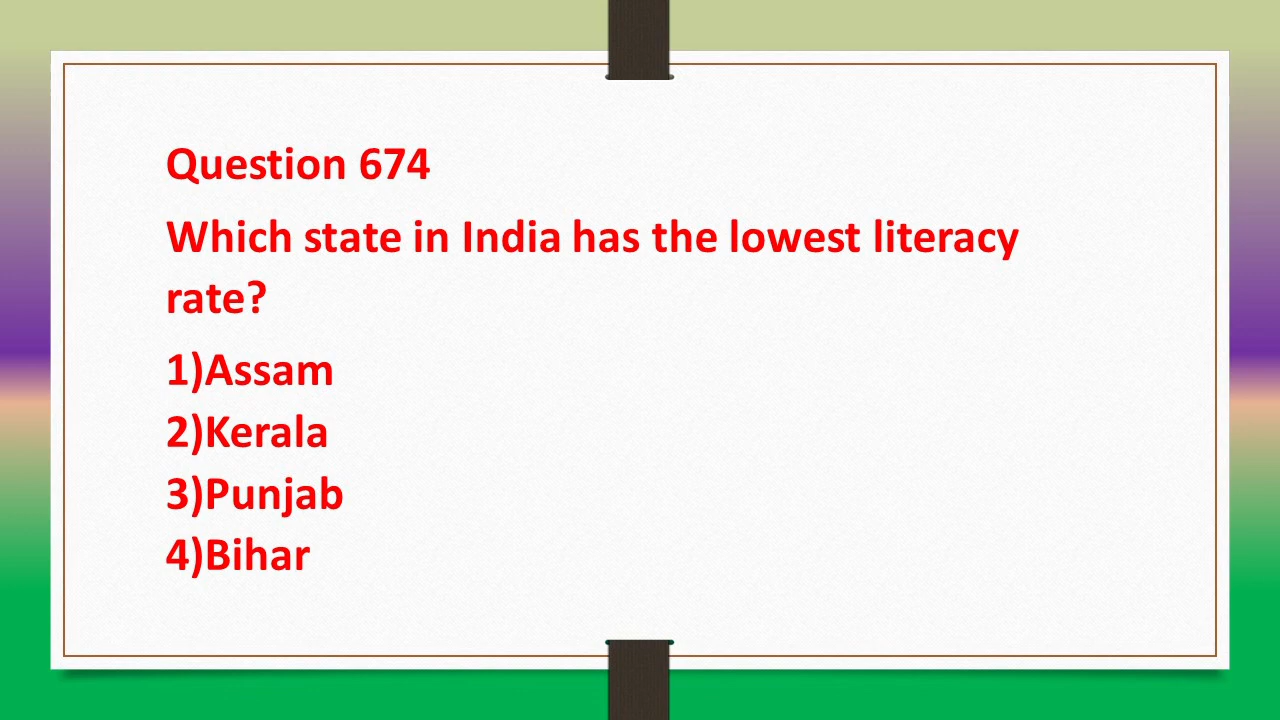 Question 674
Which state in India has the lowest literacy
rate?
1)Assam
2)Kerala
3)Punjab
4)Bihar